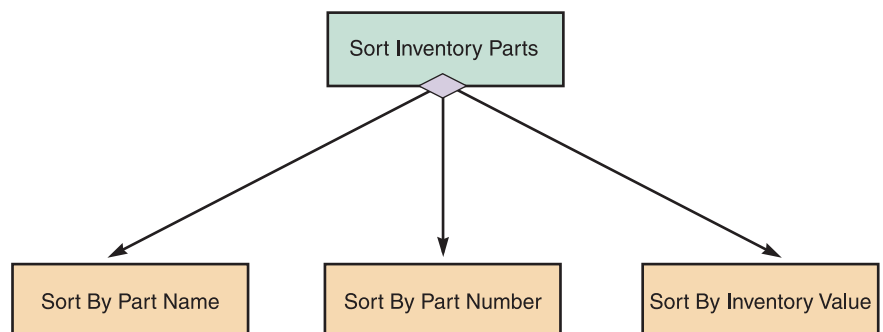 Sort Inventory Parts
Sort By Part Name
Sort By Part Number
Sort By Inventory Value